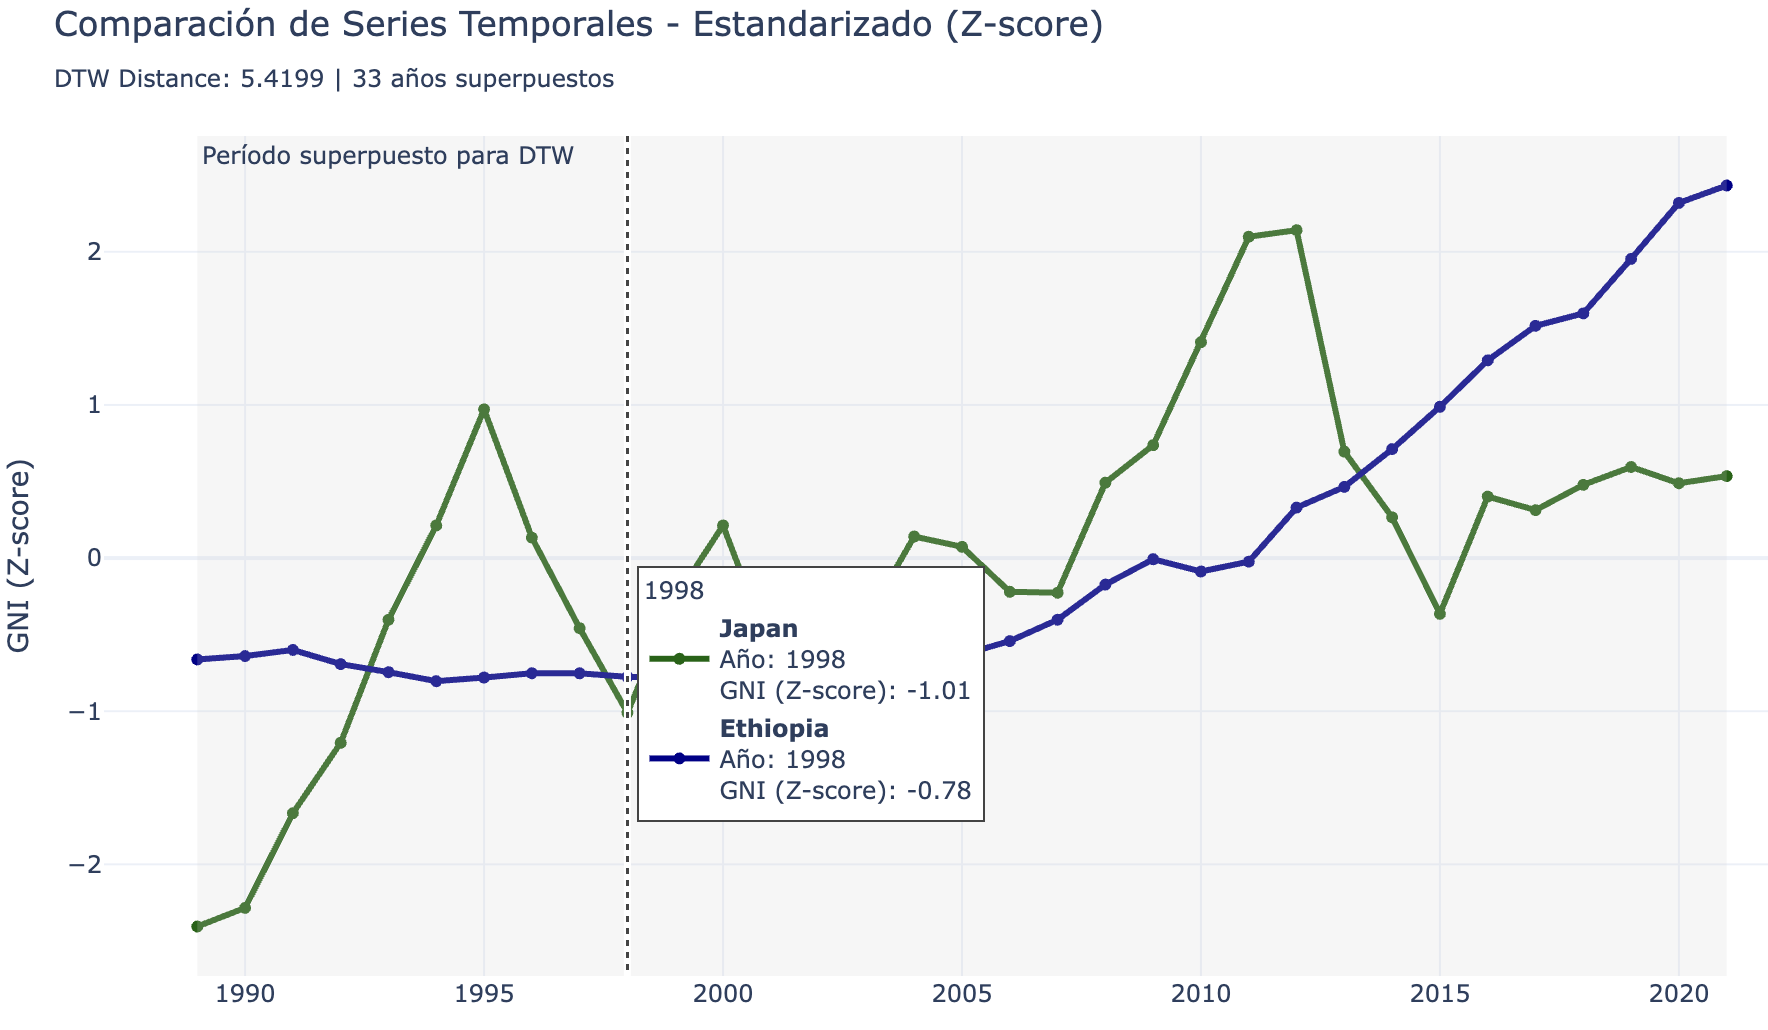 Comparación de Series Temporales - Estandarizado (Z-score)
DTW Distance: 5.4199 | 33 años superpuestos
Período superpuesto para DTW
GNI (Z-score)
2
1
0
−1
−2
1998
Japan
Año: 1998
GNI (Z-score): -1.01
Ethiopia
Año: 1998
GNI (Z-score): -0.78
1990 1995 2000 2005 2010 2015 2020